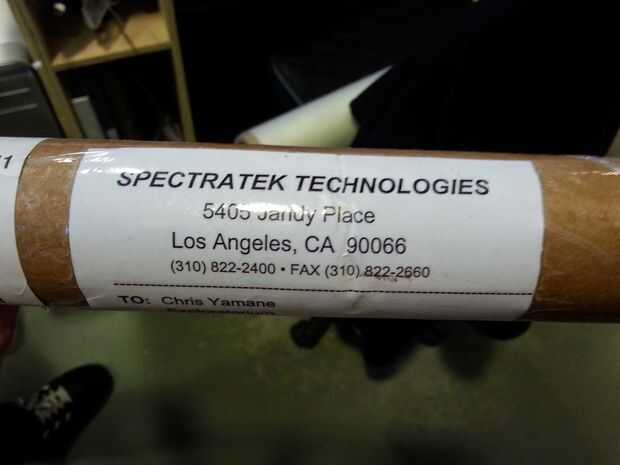 SPECTRATEK TECHNOLOGIES
5405 Jandy Place
Los Angeles, CA 90066
(310) 822-2400 • FAX (310) 822-2660
TO: Chris Yamane
Exploratorium